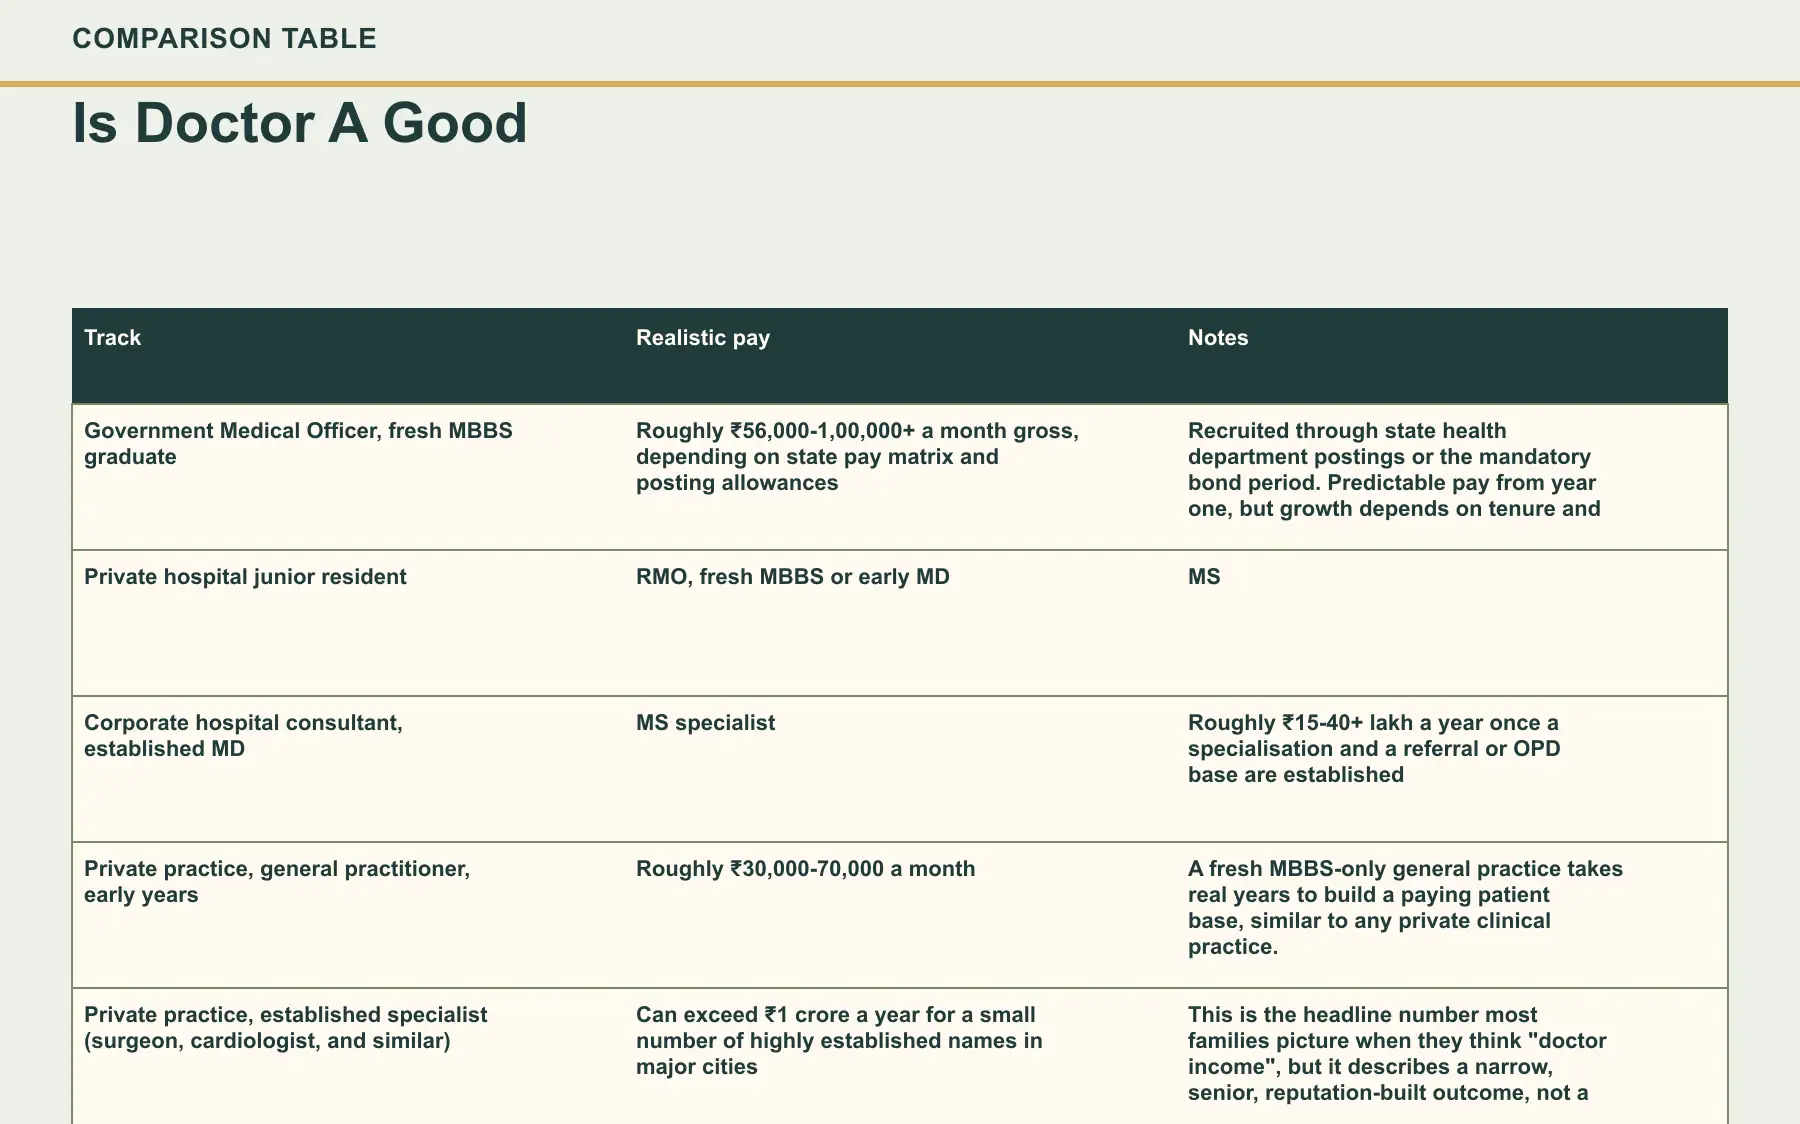 COMPARISON TABLE
Is Doctor A Good
Track
Realistic pay
Notes
Government Medical Officer, fresh MBBS
graduate
Roughly ₹56,000-1,00,000+ a month gross,
depending on state pay matrix and
posting allowances
Recruited through state health
department postings or the mandatory
bond period. Predictable pay from year
one, but growth depends on tenure and
Private hospital junior resident
RMO, fresh MBBS or early MD
MS
Corporate hospital consultant,
established MD
MS specialist
Roughly ₹15-40+ lakh a year once a
specialisation and a referral or OPD
base are established
Private practice, general practitioner,
early years
Roughly ₹30,000-70,000 a month
A fresh MBBS-only general practice takes
real years to build a paying patient
base, similar to any private clinical
practice.
Private practice, established specialist
(surgeon, cardiologist, and similar)
Can exceed ₹1 crore a year for a small
number of highly established names in
major cities
This is the headline number most
families picture when they think "doctor
income", but it describes a narrow,
senior, reputation-built outcome, not a